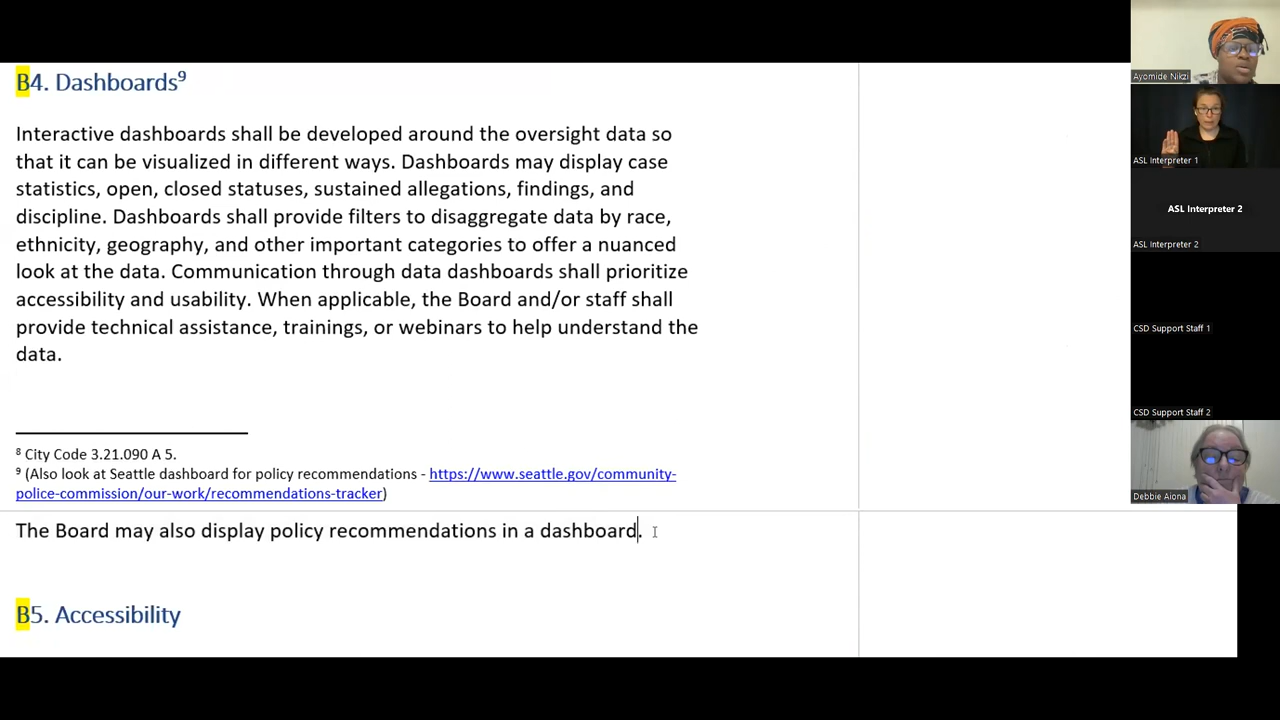 B4. Dashboards⁹
Interactive dashboards shall be developed around the oversight data so
that it can be visualized in different ways. Dashboards may display case
statistics, open, closed statuses, sustained allegations, findings, and
discipline. Dashboards shall provide filters to disaggregate data by race,
ethnicity, geography, and other important categories to offer a nuanced
look at the data. Communication through data dashboards shall prioritize
accessibility and usability. When applicable, the Board and/or staff shall
provide technical assistance, trainings, or webinars to help understand the
data.
⁸ City Code 3.21.090 A 5.
⁹ (Also look at Seattle dashboard for policy recommendations - https://www.seattle.gov/community-
police-commission/our-work/recommendations-tracker)
The Board may also display policy recommendations in a dashboard.
B5. Accessibility
Ayomide Nikzi
ASL Interpreter 1
ASL Interpreter 2
ASL Interpreter 2
CSD Support Staff 1
CSD Support Staff 2
Debbie Aiona